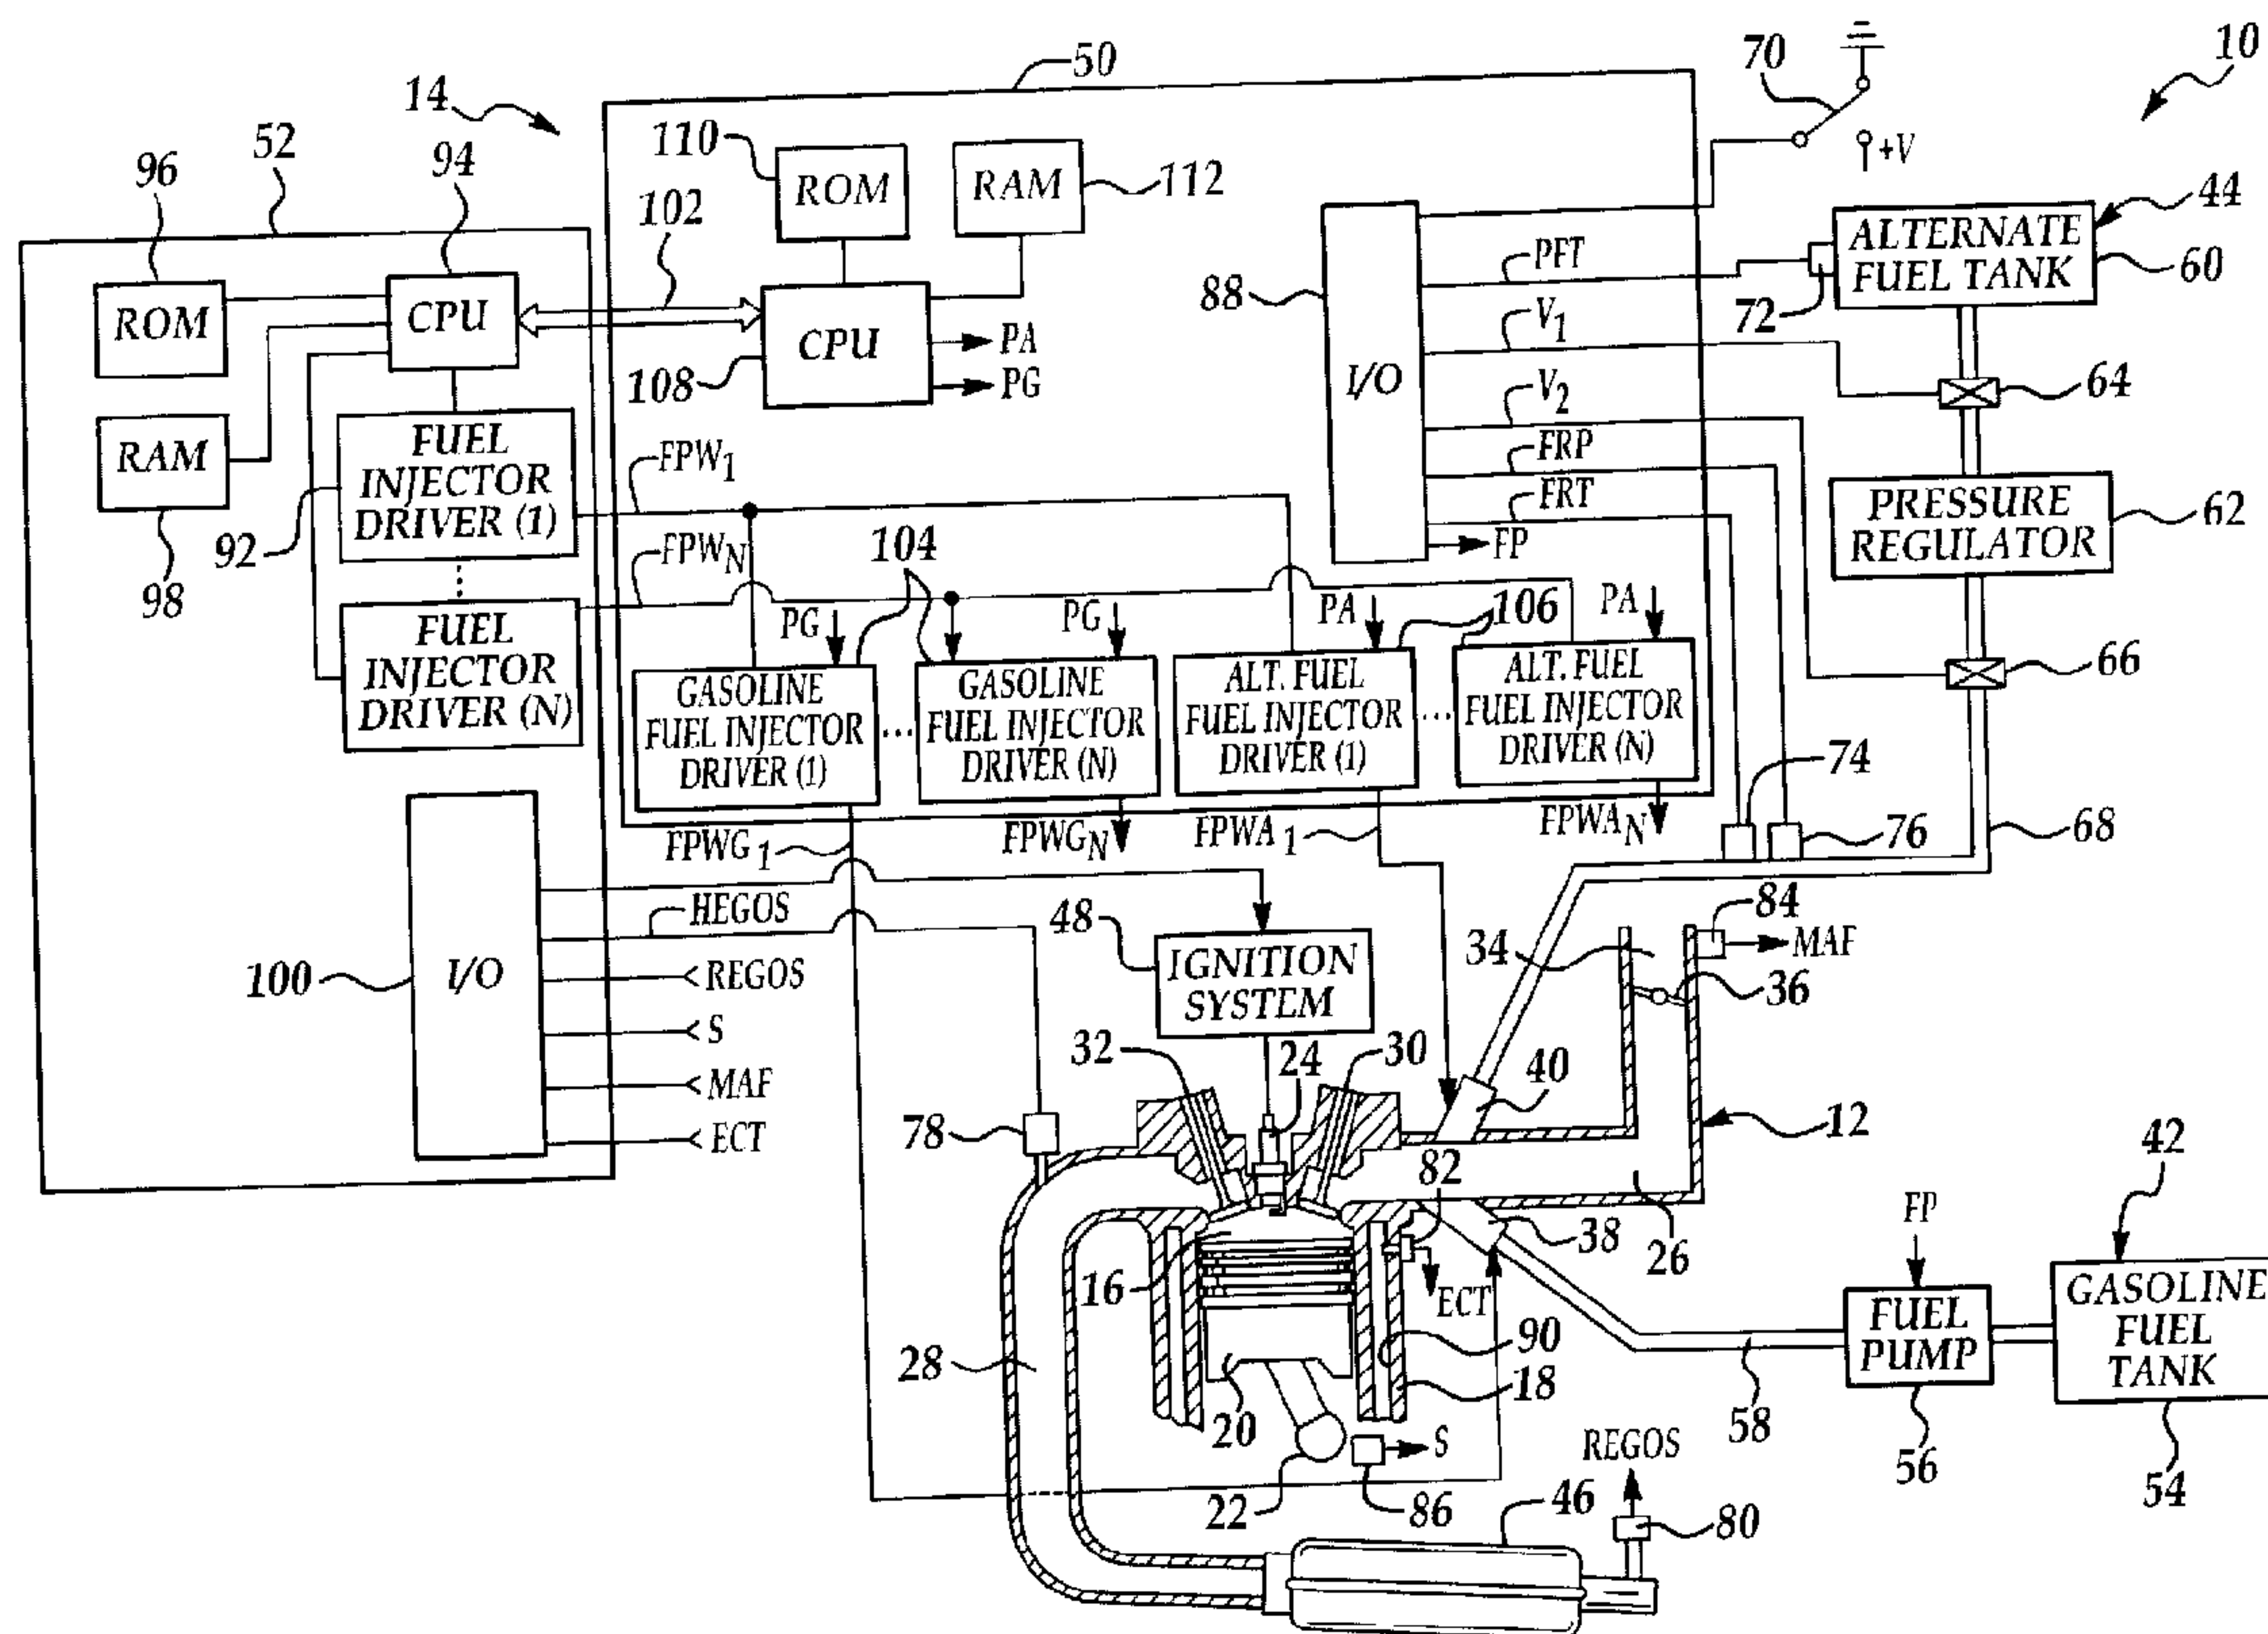 10
70
50
14
+V
52
96
94
110
ROM
RAM
112
102
44
ALTERNATE
FUEL TANK
60
72
PFT
88
V1
ROM
CPU
CPU
PA
PG
108
I/O
64
V2
FRP
FRT
FP
RAM
98
92
FUEL
INJECTOR
DRIVER (1)
FPW1
FPWN
104
PRESSURE
REGULATOR
62
FUEL
INJECTOR
DRIVER (N)
PG
PG
PA
106
PA
66
GASOLINE
FUEL INJECTOR
DRIVER (1)
...
GASOLINE
FUEL INJECTOR
DRIVER (N)
ALT. FUEL
FUEL INJECTOR
DRIVER (1)
...
ALT. FUEL
FUEL INJECTOR
DRIVER (N)
74
76
68
FPWG1
FPWGN
FPWA1
FPWAN
HEGOS
48
IGNITION
SYSTEM
34
84
MAF
36
100
I/O
REGOS
S
MAF
ECT
32
24
30
40
78
82
12
42
FP
16
ECT
38
26
GASOLINE
FUEL
TANK
FUEL
PUMP
28
90
18
20
S
58
56
54
22
86
REGOS
46
80